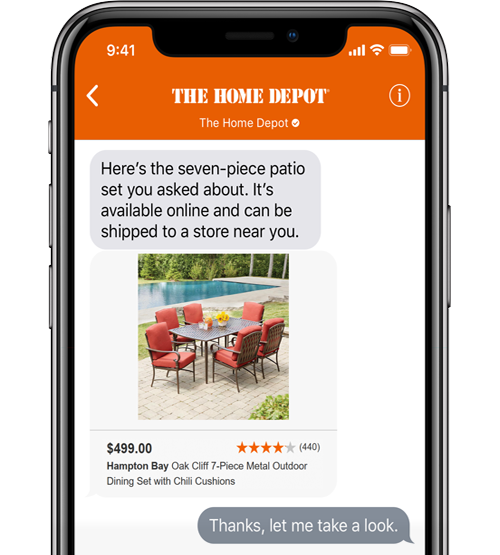 9:41
THE HOME DEPOT
The Home Depot
Here's the seven-piece patio
set you asked about. It's
available online and can be
shipped to a store near you.
$499.00 (440)
Hampton Bay Oak Cliff 7-Piece Metal Outdoor
Dining Set with Chili Cushions
Thanks, let me take a look.